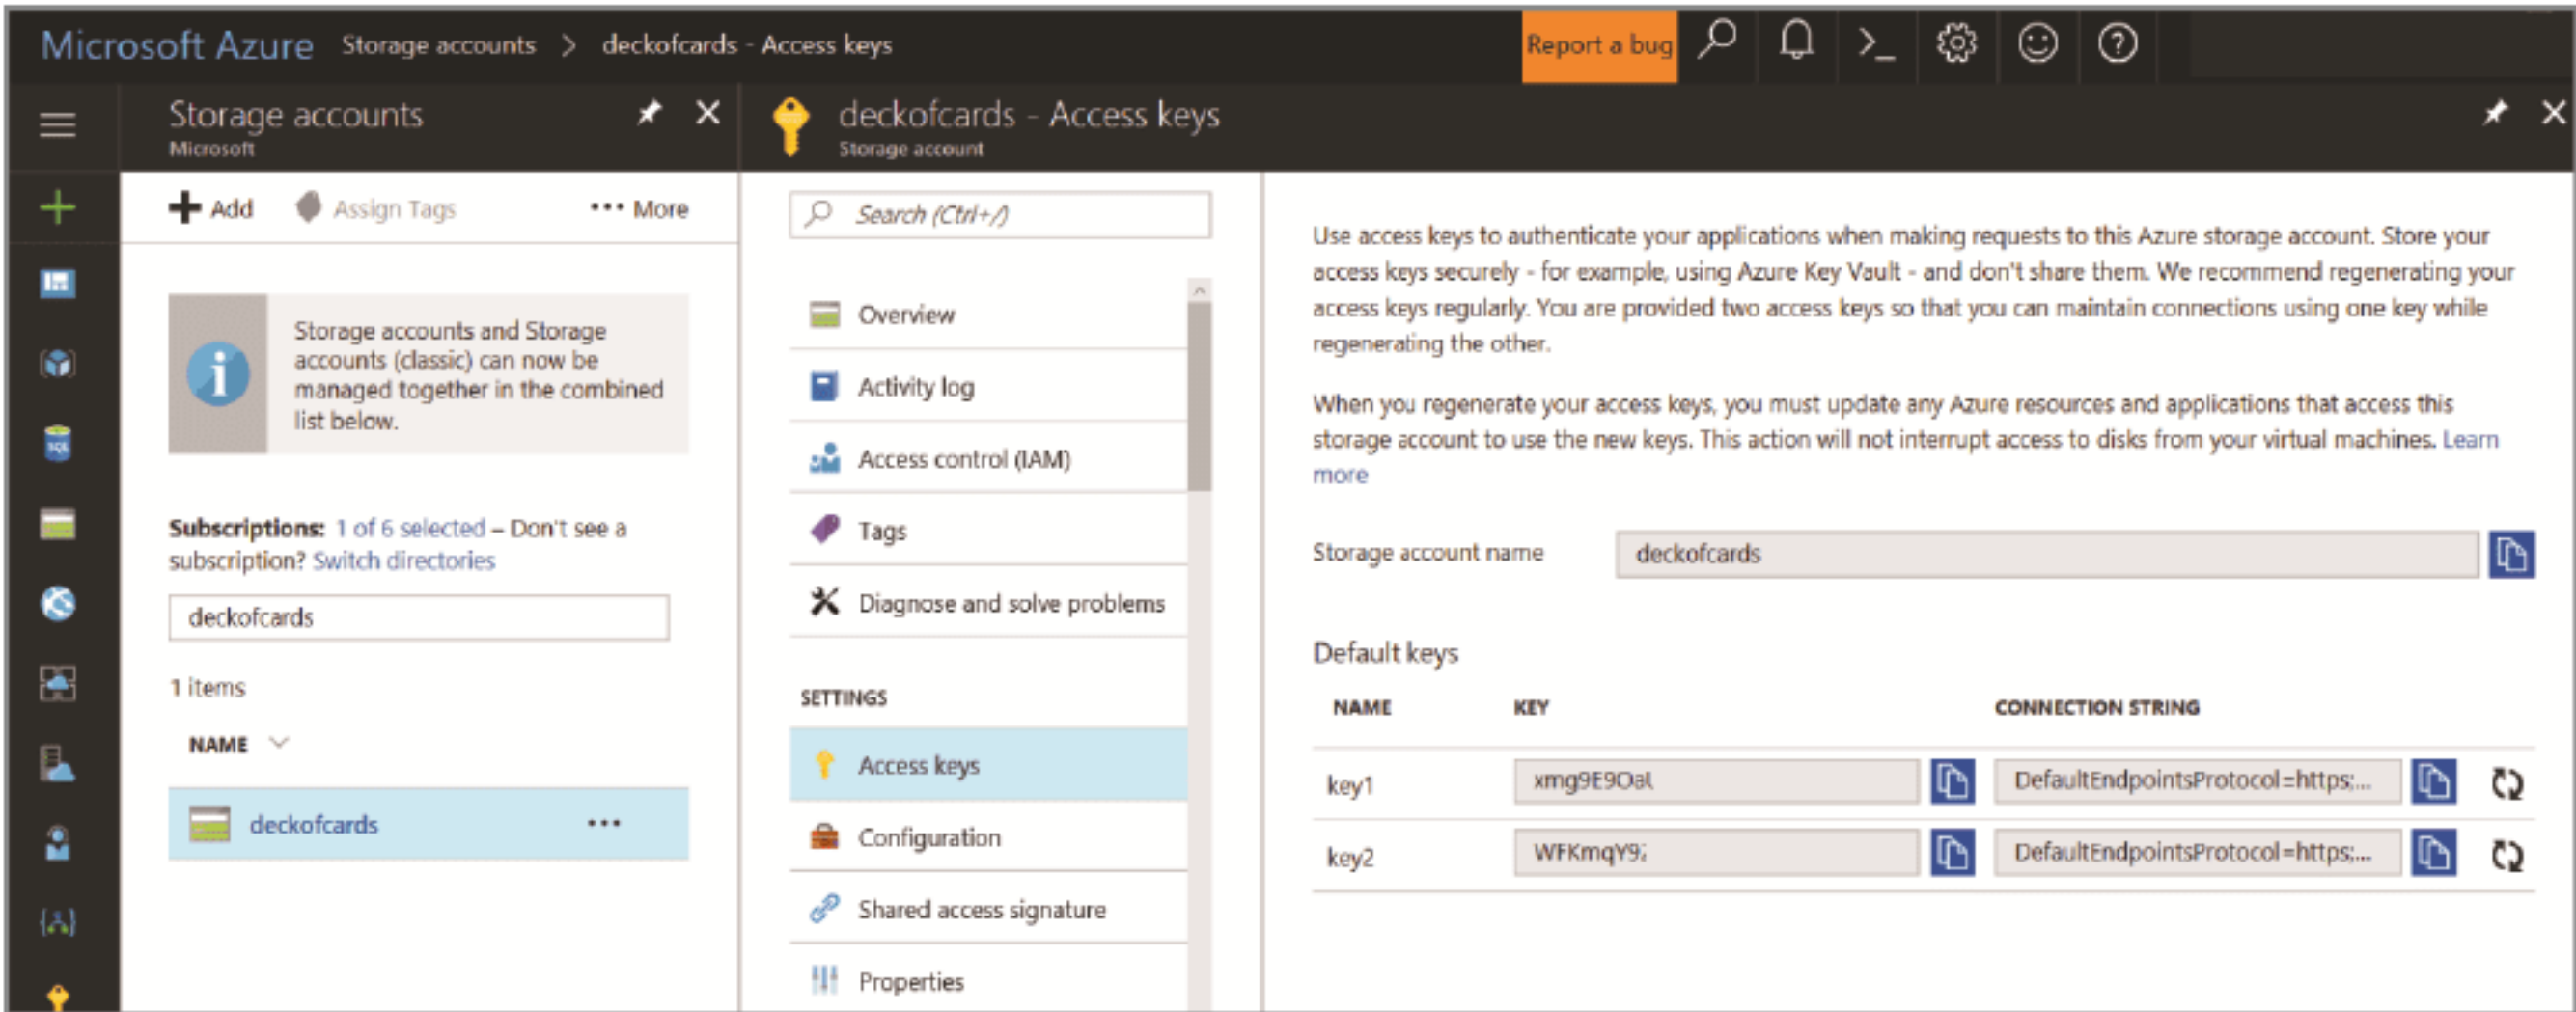 Microsoft Azure Storage accounts > deckofcards - Access keys
Report a bug
Storage accounts
Microsoft
deckofcards - Access keys
Storage account
Add Assign Tags ••• More
Storage accounts and Storage
accounts (classic) can now be
managed together in the combined
list below.
Subscriptions: 1 of 6 selected – Don't see a
subscription? Switch directories
deckofcards
1 items
NAME
deckofcards •••
Search (Ctrl+/)
Overview
Activity log
Access control (IAM)
Tags
Diagnose and solve problems
SETTINGS
Access keys
Configuration
Shared access signature
Properties
Use access keys to authenticate your applications when making requests to this Azure storage account. Store your
access keys securely - for example, using Azure Key Vault - and don't share them. We recommend regenerating your
access keys regularly. You are provided two access keys so that you can maintain connections using one key while
regenerating the other.
When you regenerate your access keys, you must update any Azure resources and applications that access this
storage account to use the new keys. This action will not interrupt access to disks from your virtual machines. Learn
more
Storage account name deckofcards
Default keys
NAME KEY CONNECTION STRING
key1 DefaultEndpointsProtocol=https;...
key2 DefaultEndpointsProtocol=https;...